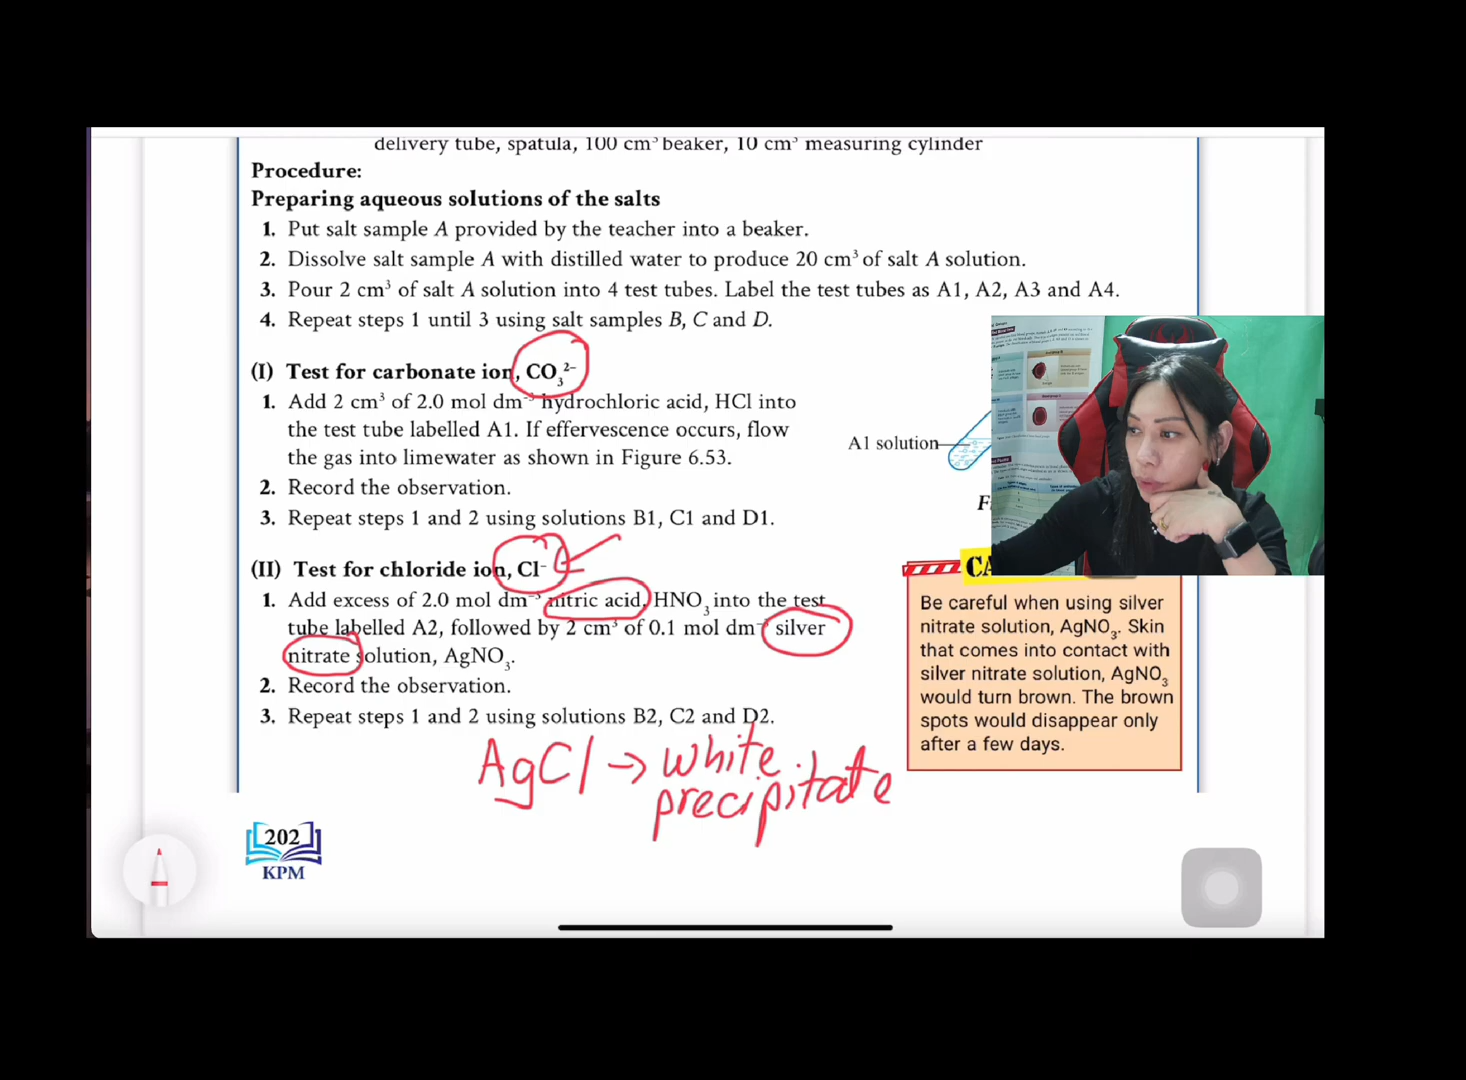 delivery tube, spatula, 100 cm³ beaker, 10 cm³ measuring cylinder
Procedure:
Preparing aqueous solutions of the salts
1. Put salt sample A provided by the teacher into a beaker.
2. Dissolve salt sample A with distilled water to produce 20 cm³ of salt A solution.
3. Pour 2 cm³ of salt A solution into 4 test tubes. Label the test tubes as A1, A2, A3 and A4.
4. Repeat steps 1 until 3 using salt samples B, C and D.
(I) Test for carbonate ion, CO₃²⁻
1. Add 2 cm³ of 2.0 mol dm⁻³ hydrochloric acid, HCl into
the test tube labelled A1. If effervescence occurs, flow
the gas into limewater as shown in Figure 6.53.
2. Record the observation.
3. Repeat steps 1 and 2 using solutions B1, C1 and D1.
A1 solution
(II) Test for chloride ion, Cl⁻
1. Add excess of 2.0 mol dm⁻³ nitric acid, HNO₃ into the test
tube labelled A2, followed by 2 cm³ of 0.1 mol dm⁻³ silver
nitrate solution, AgNO₃.
2. Record the observation.
3. Repeat steps 1 and 2 using solutions B2, C2 and D2.
AgCl → white
precipitate
Be careful when using silver
nitrate solution, AgNO₃. Skin
that comes into contact with
silver nitrate solution, AgNO₃
would turn brown. The brown
spots would disappear only
after a few days.
202
KPM